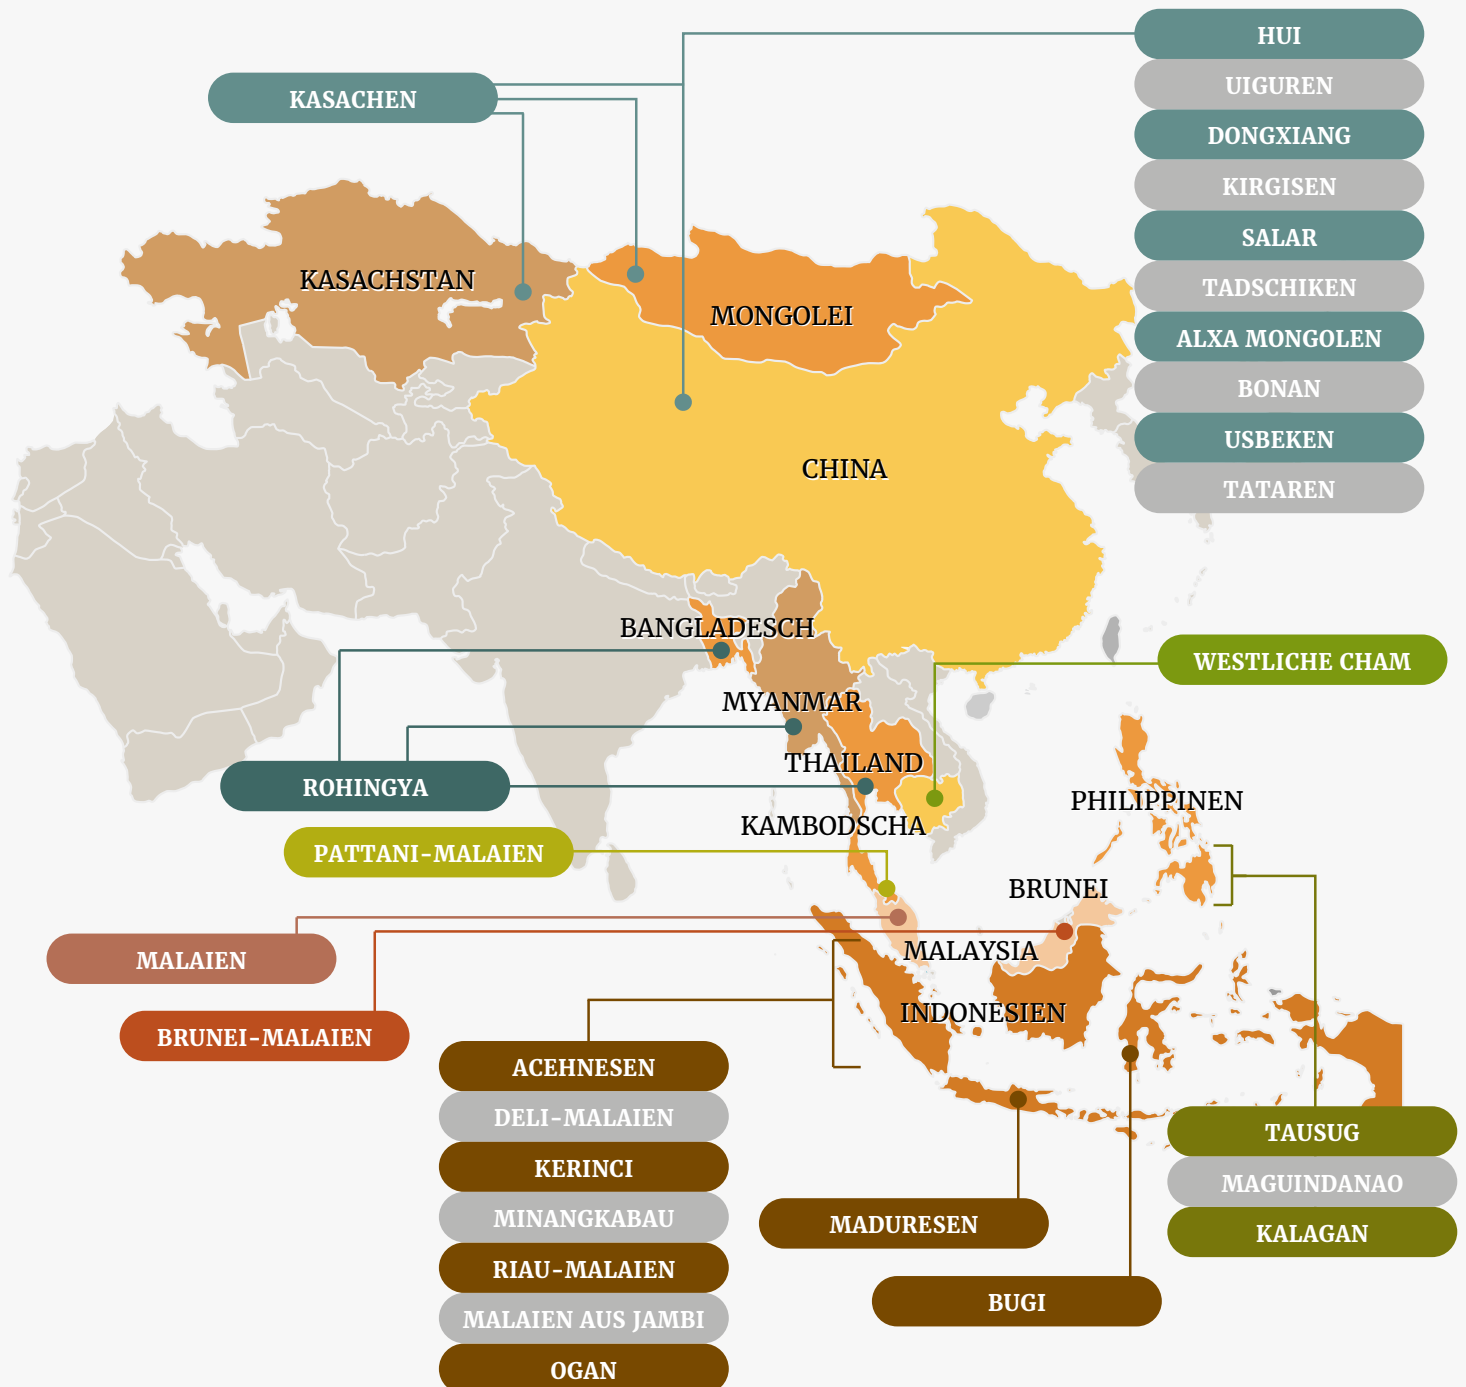 HUI
UIGUREN
KASACHEN
DONGXIANG
KIRGISEN
SALAR
KASACHSTAN
TADSCHIKEN
MONGOLEI
ALXA MONGOLEN
BONAN
USBEKEN
CHINA
TATAREN
BANGLADESCH
WESTLICHE CHAM
MYANMAR
THAILAND
ROHINGYA
PHILIPPINEN
KAMBODSCHA
PATTANI-MALAIEN
BRUNEI
MALAYSIA
MALAIEN
INDONESIEN
BRUNEI-MALAIEN
ACEHNESEN
DELI-MALAIEN
TAUSUG
KERINCI
MAGUINDANAO
MINANGKABAU
MADURESEN
KALAGAN
RIAU-MALAIEN
BUGI
MALAIEN AUS JAMBI
OGAN